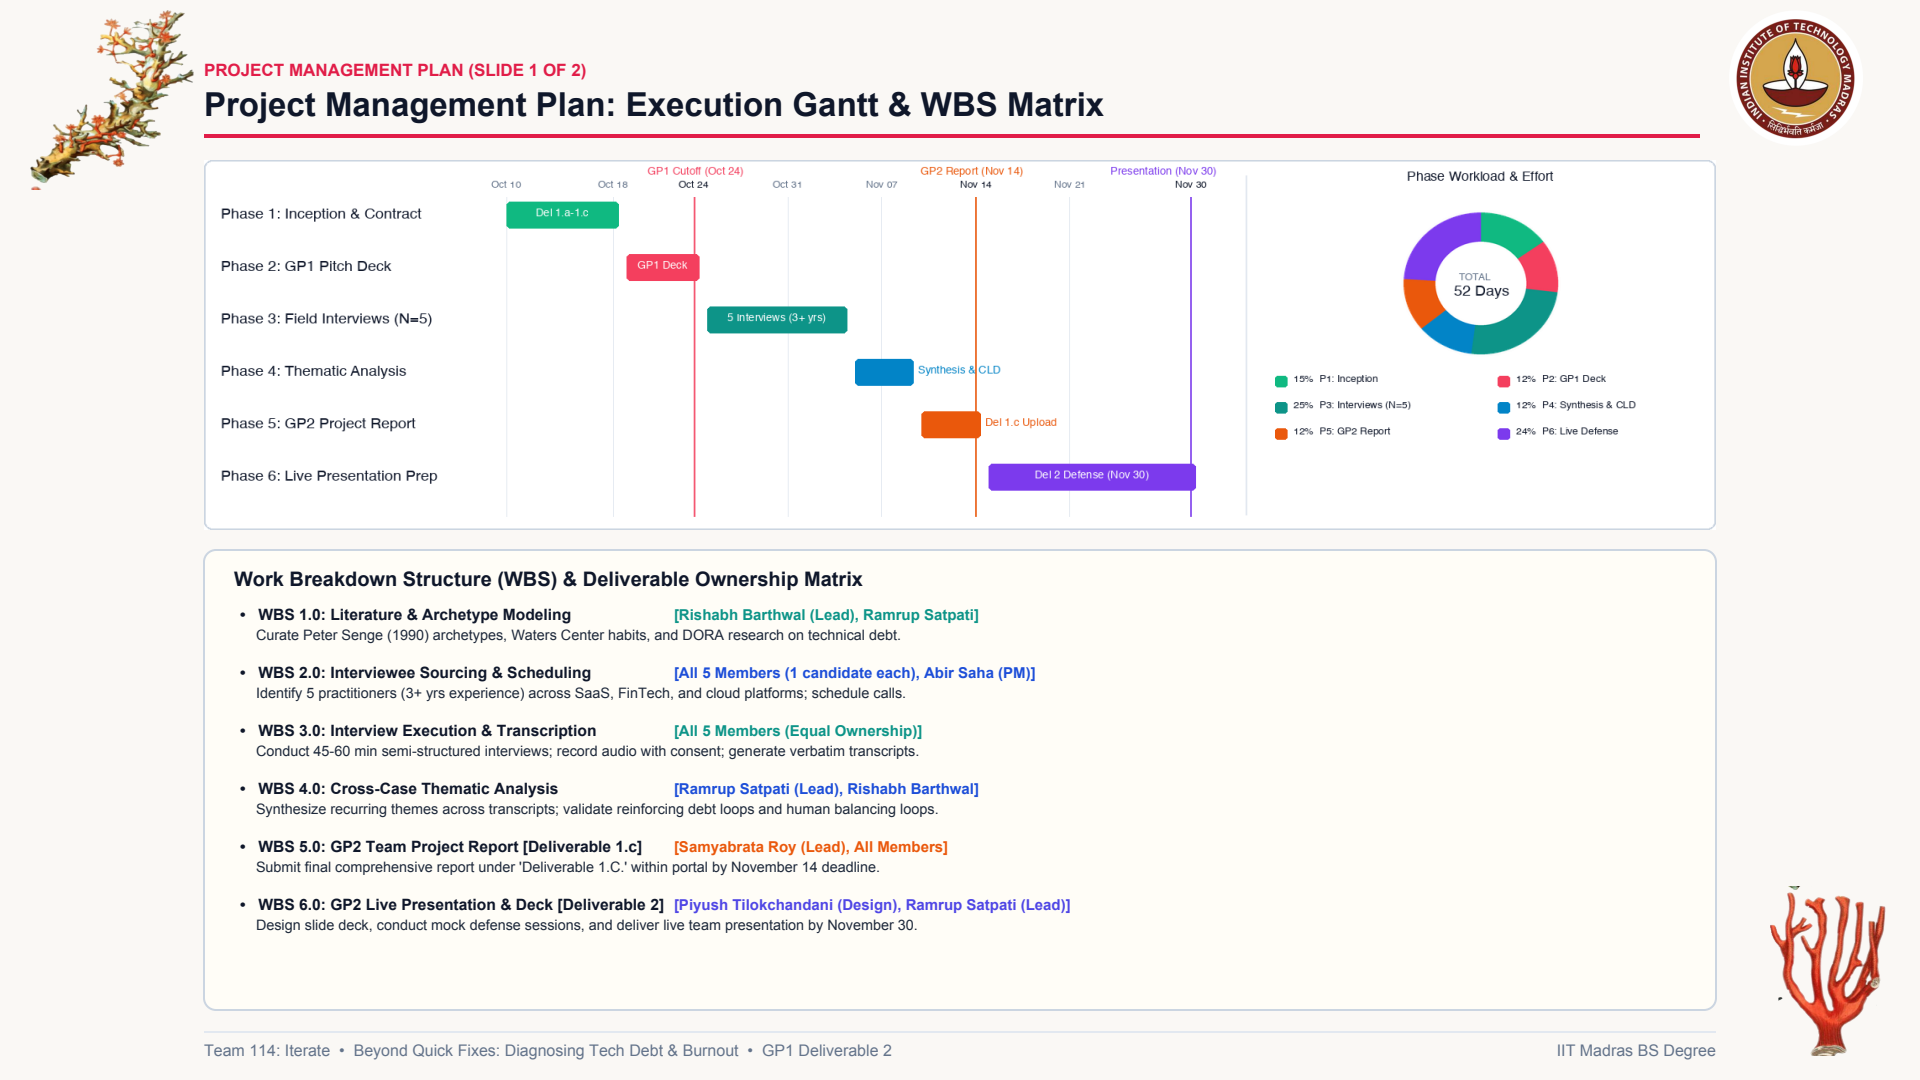 PROJECT MANAGEMENT PLAN (SLIDE 1 OF 2)
Project Management Plan: Execution Gantt & WBS Matrix
INDIAN INSTITUTE OF TECHNOLOGY MADRAS
सिद्धिर्भवति कर्मजा
GP1 Cutoff (Oct 24) GP2 Report (Nov 14) Presentation (Nov 30)
Oct 10 Oct 18 Oct 24 Oct 31 Nov 07 Nov 14 Nov 21 Nov 30
Phase 1: Inception & Contract Del 1.a-1.c
Phase 2: GP1 Pitch Deck GP1 Deck
Phase 3: Field Interviews (N=5) 5 Interviews (3+ yrs)
Phase 4: Thematic Analysis Synthesis & CLD
Phase 5: GP2 Project Report Del 1.c Upload
Phase 6: Live Presentation Prep Del 2 Defense (Nov 30)
Phase Workload & Effort
TOTAL
52 Days
15% P1: Inception 12% P2: GP1 Deck
25% P3: Interviews (N=5) 12% P4: Synthesis & CLD
12% P5: GP2 Report 24% P6: Live Defense
Work Breakdown Structure (WBS) & Deliverable Ownership Matrix
• WBS 1.0: Literature & Archetype Modeling [Rishabh Barthwal (Lead), Ramrup Satpati]
Curate Peter Senge (1990) archetypes, Waters Center habits, and DORA research on technical debt.
• WBS 2.0: Interviewee Sourcing & Scheduling [All 5 Members (1 candidate each), Abir Saha (PM)]
Identify 5 practitioners (3+ yrs experience) across SaaS, FinTech, and cloud platforms; schedule calls.
• WBS 3.0: Interview Execution & Transcription [All 5 Members (Equal Ownership)]
Conduct 45-60 min semi-structured interviews; record audio with consent; generate verbatim transcripts.
• WBS 4.0: Cross-Case Thematic Analysis [Ramrup Satpati (Lead), Rishabh Barthwal]
Synthesize recurring themes across transcripts; validate reinforcing debt loops and human balancing loops.
• WBS 5.0: GP2 Team Project Report [Deliverable 1.c] [Samyabrata Roy (Lead), All Members]
Submit final comprehensive report under 'Deliverable 1.C.' within portal by November 14 deadline.
• WBS 6.0: GP2 Live Presentation & Deck [Deliverable 2] [Piyush Tilokchandani (Design), Ramrup Satpati (Lead)]
Design slide deck, conduct mock defense sessions, and deliver live team presentation by November 30.
Team 114: Iterate • Beyond Quick Fixes: Diagnosing Tech Debt & Burnout • GP1 Deliverable 2
IIT Madras BS Degree